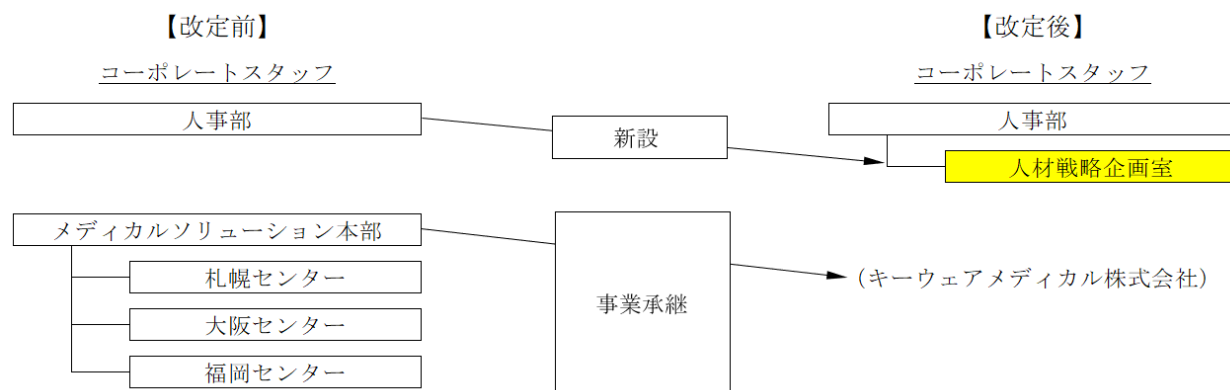 【改定前】
【改定後】
コーポレートスタッフ
コーポレートスタッフ
人事部
新設
人事部
人材戦略企画室
メディカルソリューション本部
札幌センター
大阪センター
福岡センター
事業承継
(キーウェアメディカル株式会社)